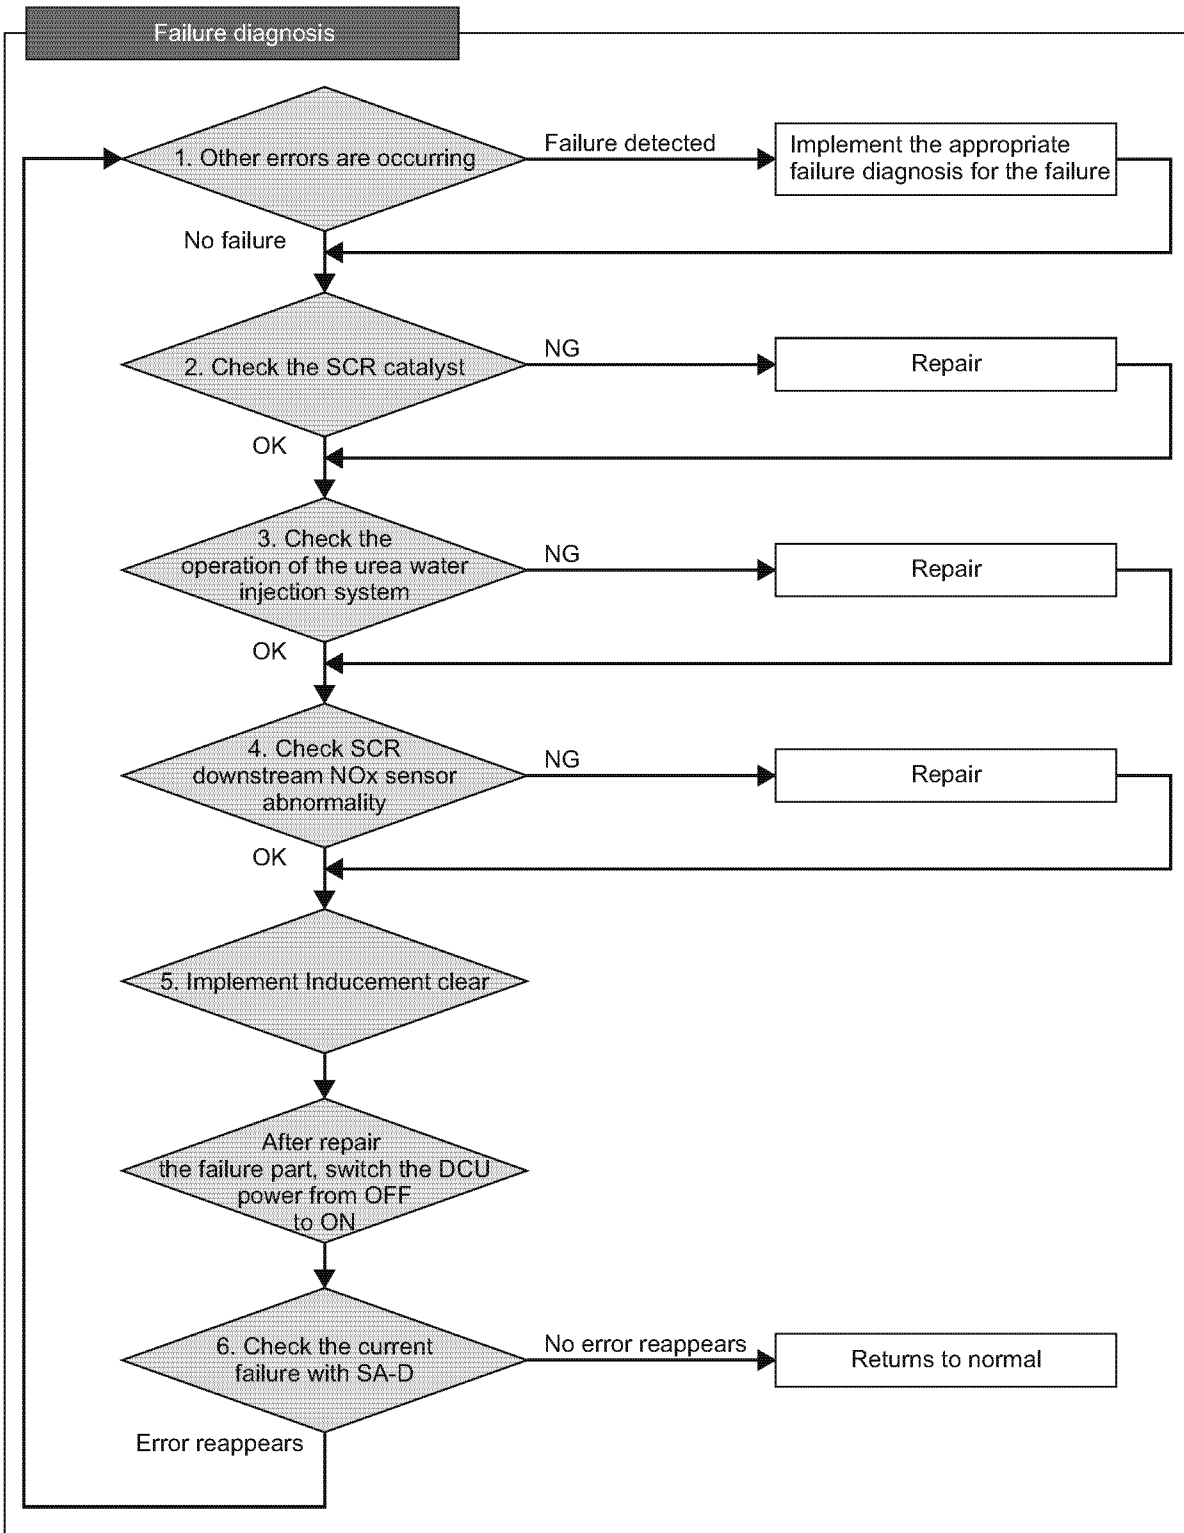 Failure diagnosis
1. Other errors are occurring
Failure detected
Implement the appropriate
failure diagnosis for the failure
No failure
2. Check the SCR catalyst
NG
Repair
OK
3. Check the
operation of the urea water
injection system
NG
Repair
OK
4. Check SCR
downstream NOx sensor
abnormality
NG
Repair
OK
5. Implement Inducement clear
After repair
the failure part, switch the DCU
power from OFF
to ON
6. Check the current
failure with SA-D
No error reappears
Returns to normal
Error reappears